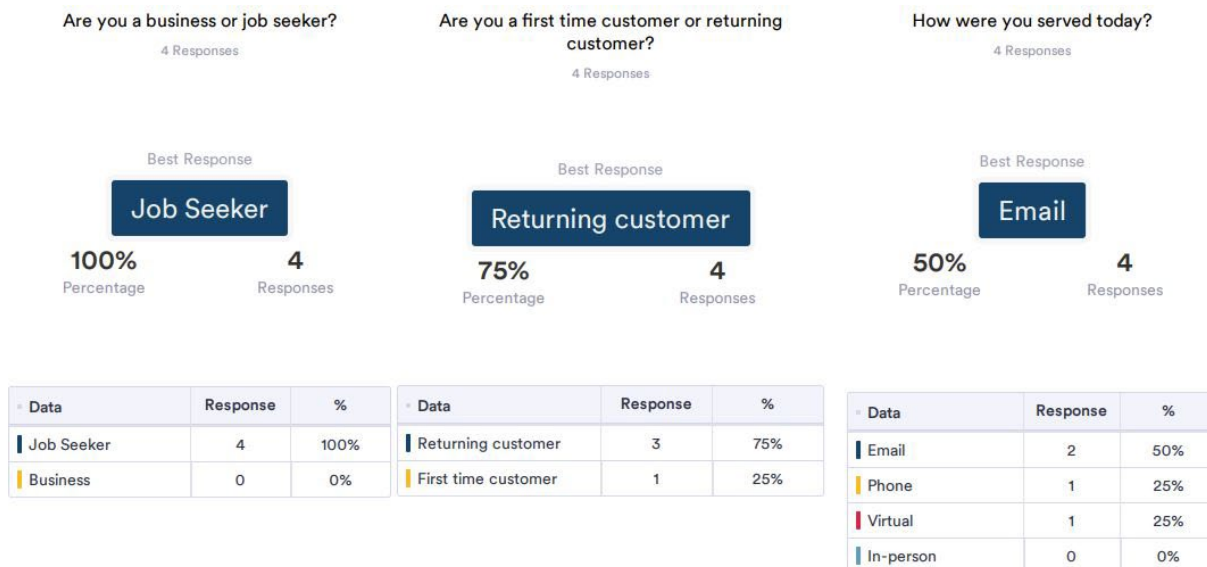 Are you a business or job seeker?
4 Responses
Best Response
Job Seeker
100% 4
Percentage Responses
Data Response %
Job Seeker 4 100%
Business 0 0%
Are you a first time customer or returning
customer?
4 Responses
Best Response
Returning customer
75% 4
Percentage Responses
Data Response %
Returning customer 3 75%
First time customer 1 25%
How were you served today?
4 Responses
Best Response
Email
50% 4
Percentage Responses
Data Response %
Email 2 50%
Phone 1 25%
Virtual 1 25%
In-person 0 0%